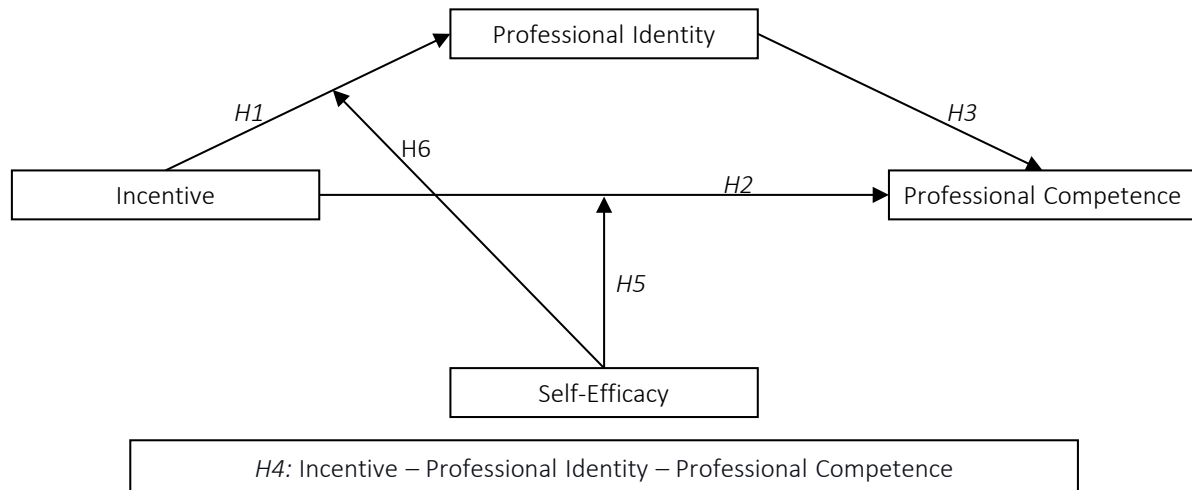 Professional Identity
H1
H3
H6
Incentive
H2
Professional Competence
H5
Self-Efficacy
H4: Incentive – Professional Identity – Professional Competence